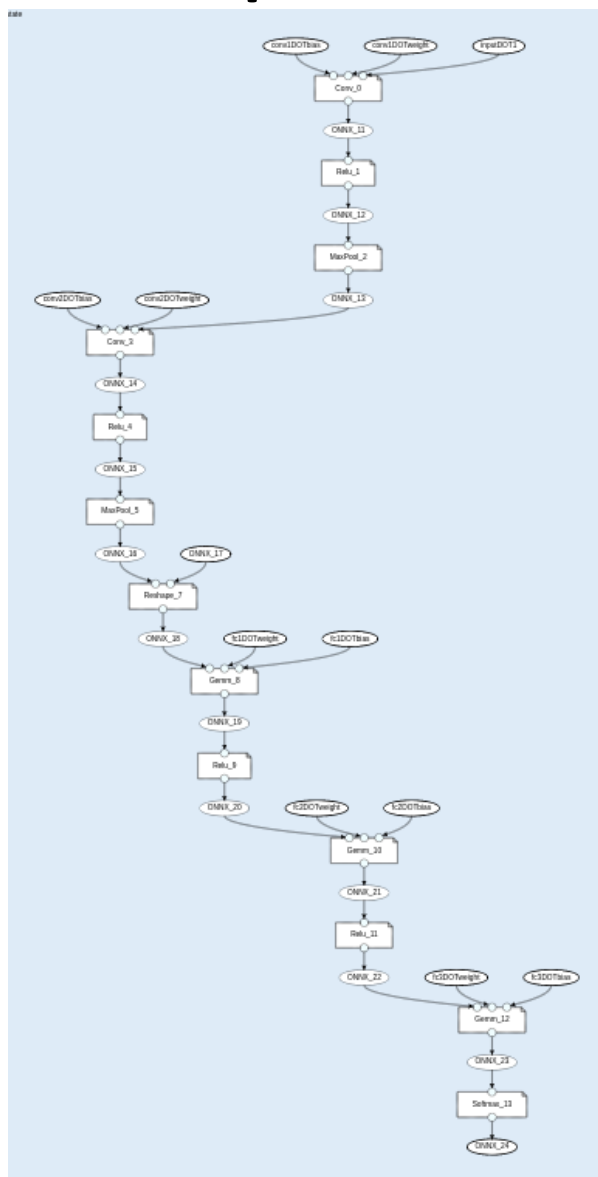 state
conv1DOTbias conv1DOTweight inputDOT1
Conv_0
ONNX_11
Relu_1
ONNX_12
MaxPool_2
conv2DOTbias conv2DOTweight ONNX_13
Conv_3
ONNX_14
Relu_4
ONNX_15
MaxPool_5
ONNX_16 ONNX_17
Reshape_7
ONNX_18 fc1DOTweight fc1DOTbias
Gemm_8
ONNX_19
Relu_9
ONNX_20 fc2DOTweight fc2DOTbias
Gemm_10
ONNX_21
Relu_11
ONNX_22 fc3DOTweight fc3DOTbias
Gemm_12
ONNX_23
Softmax_13
ONNX_24